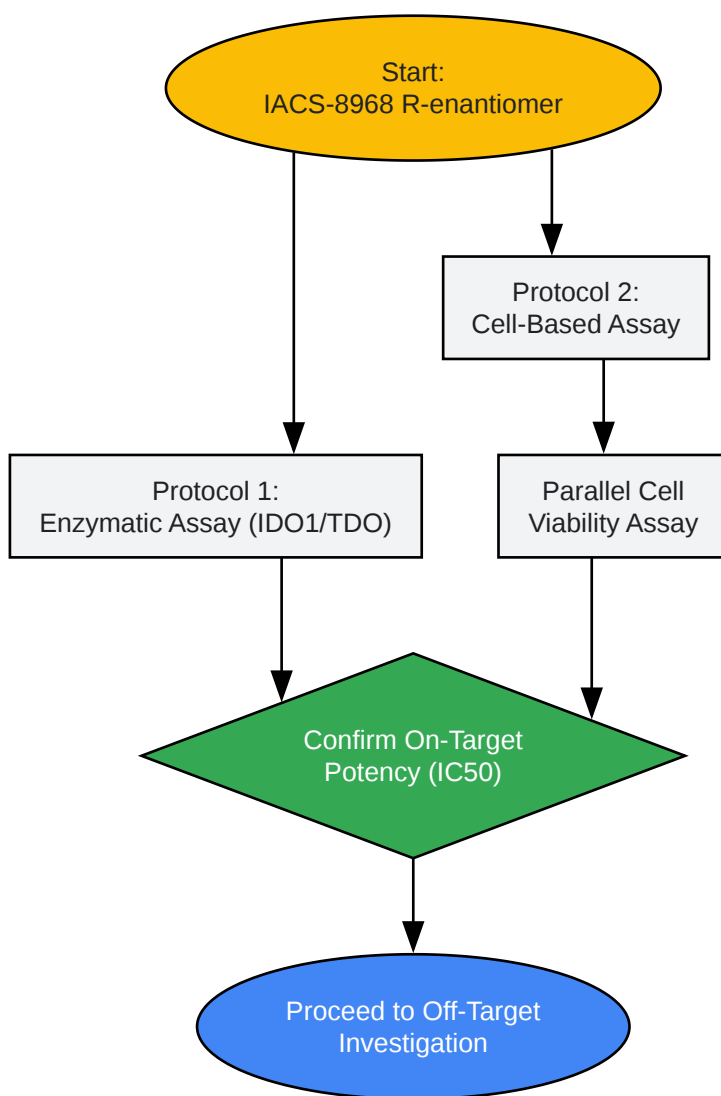 Start:
IACS-8968 R-enantiomer
Protocol 2:
Cell-Based Assay
Protocol 1:
Enzymatic Assay (IDO1/TDO)
Parallel Cell
Viability Assay
Confirm On-Target
Potency (IC50)
Proceed to Off-Target
Investigation